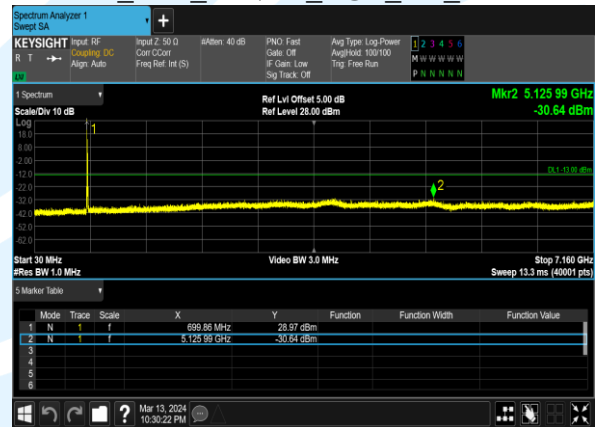 Spectrum Analyzer 1
Swept SA
KEYSIGHT Input: RF Input Z: 50 Ω #Atten: 40 dB PNO: Fast Avg Type: Log-Power 1 2 3 4 5 6
R T Coupling: DC Corr CCorr Gate: Off Avg|Hold: 100/100 M W W W W W
Align: Auto Freq Ref: Int (S) IF Gain: Low Trig: Free Run
Sig Track: Off P N N N N N
1 Spectrum Ref Lvl Offset 5.00 dB Mkr2 5.125 99 GHz
Scale/Div 10 dB Ref Level 28.00 dBm -30.64 dBm
Log
1
18.0
8.00
-2.00
DL1 -13.00 dBm
-12.0
2
-22.0
-32.0
-42.0
-52.0
-62.0
Start 30 MHz Video BW 3.0 MHz Stop 7.160 GHz
#Res BW 1.0 MHz Sweep 13.3 ms (40001 pts)
5 Marker Table
Mode Trace Scale X Y Function Function Width Function Value
1 N 1 f 699.86 MHz 28.97 dBm
2 N 1 f 5.125 99 GHz -30.64 dBm
3
4
5
6
? Mar 13, 2024
10:30:22 PM